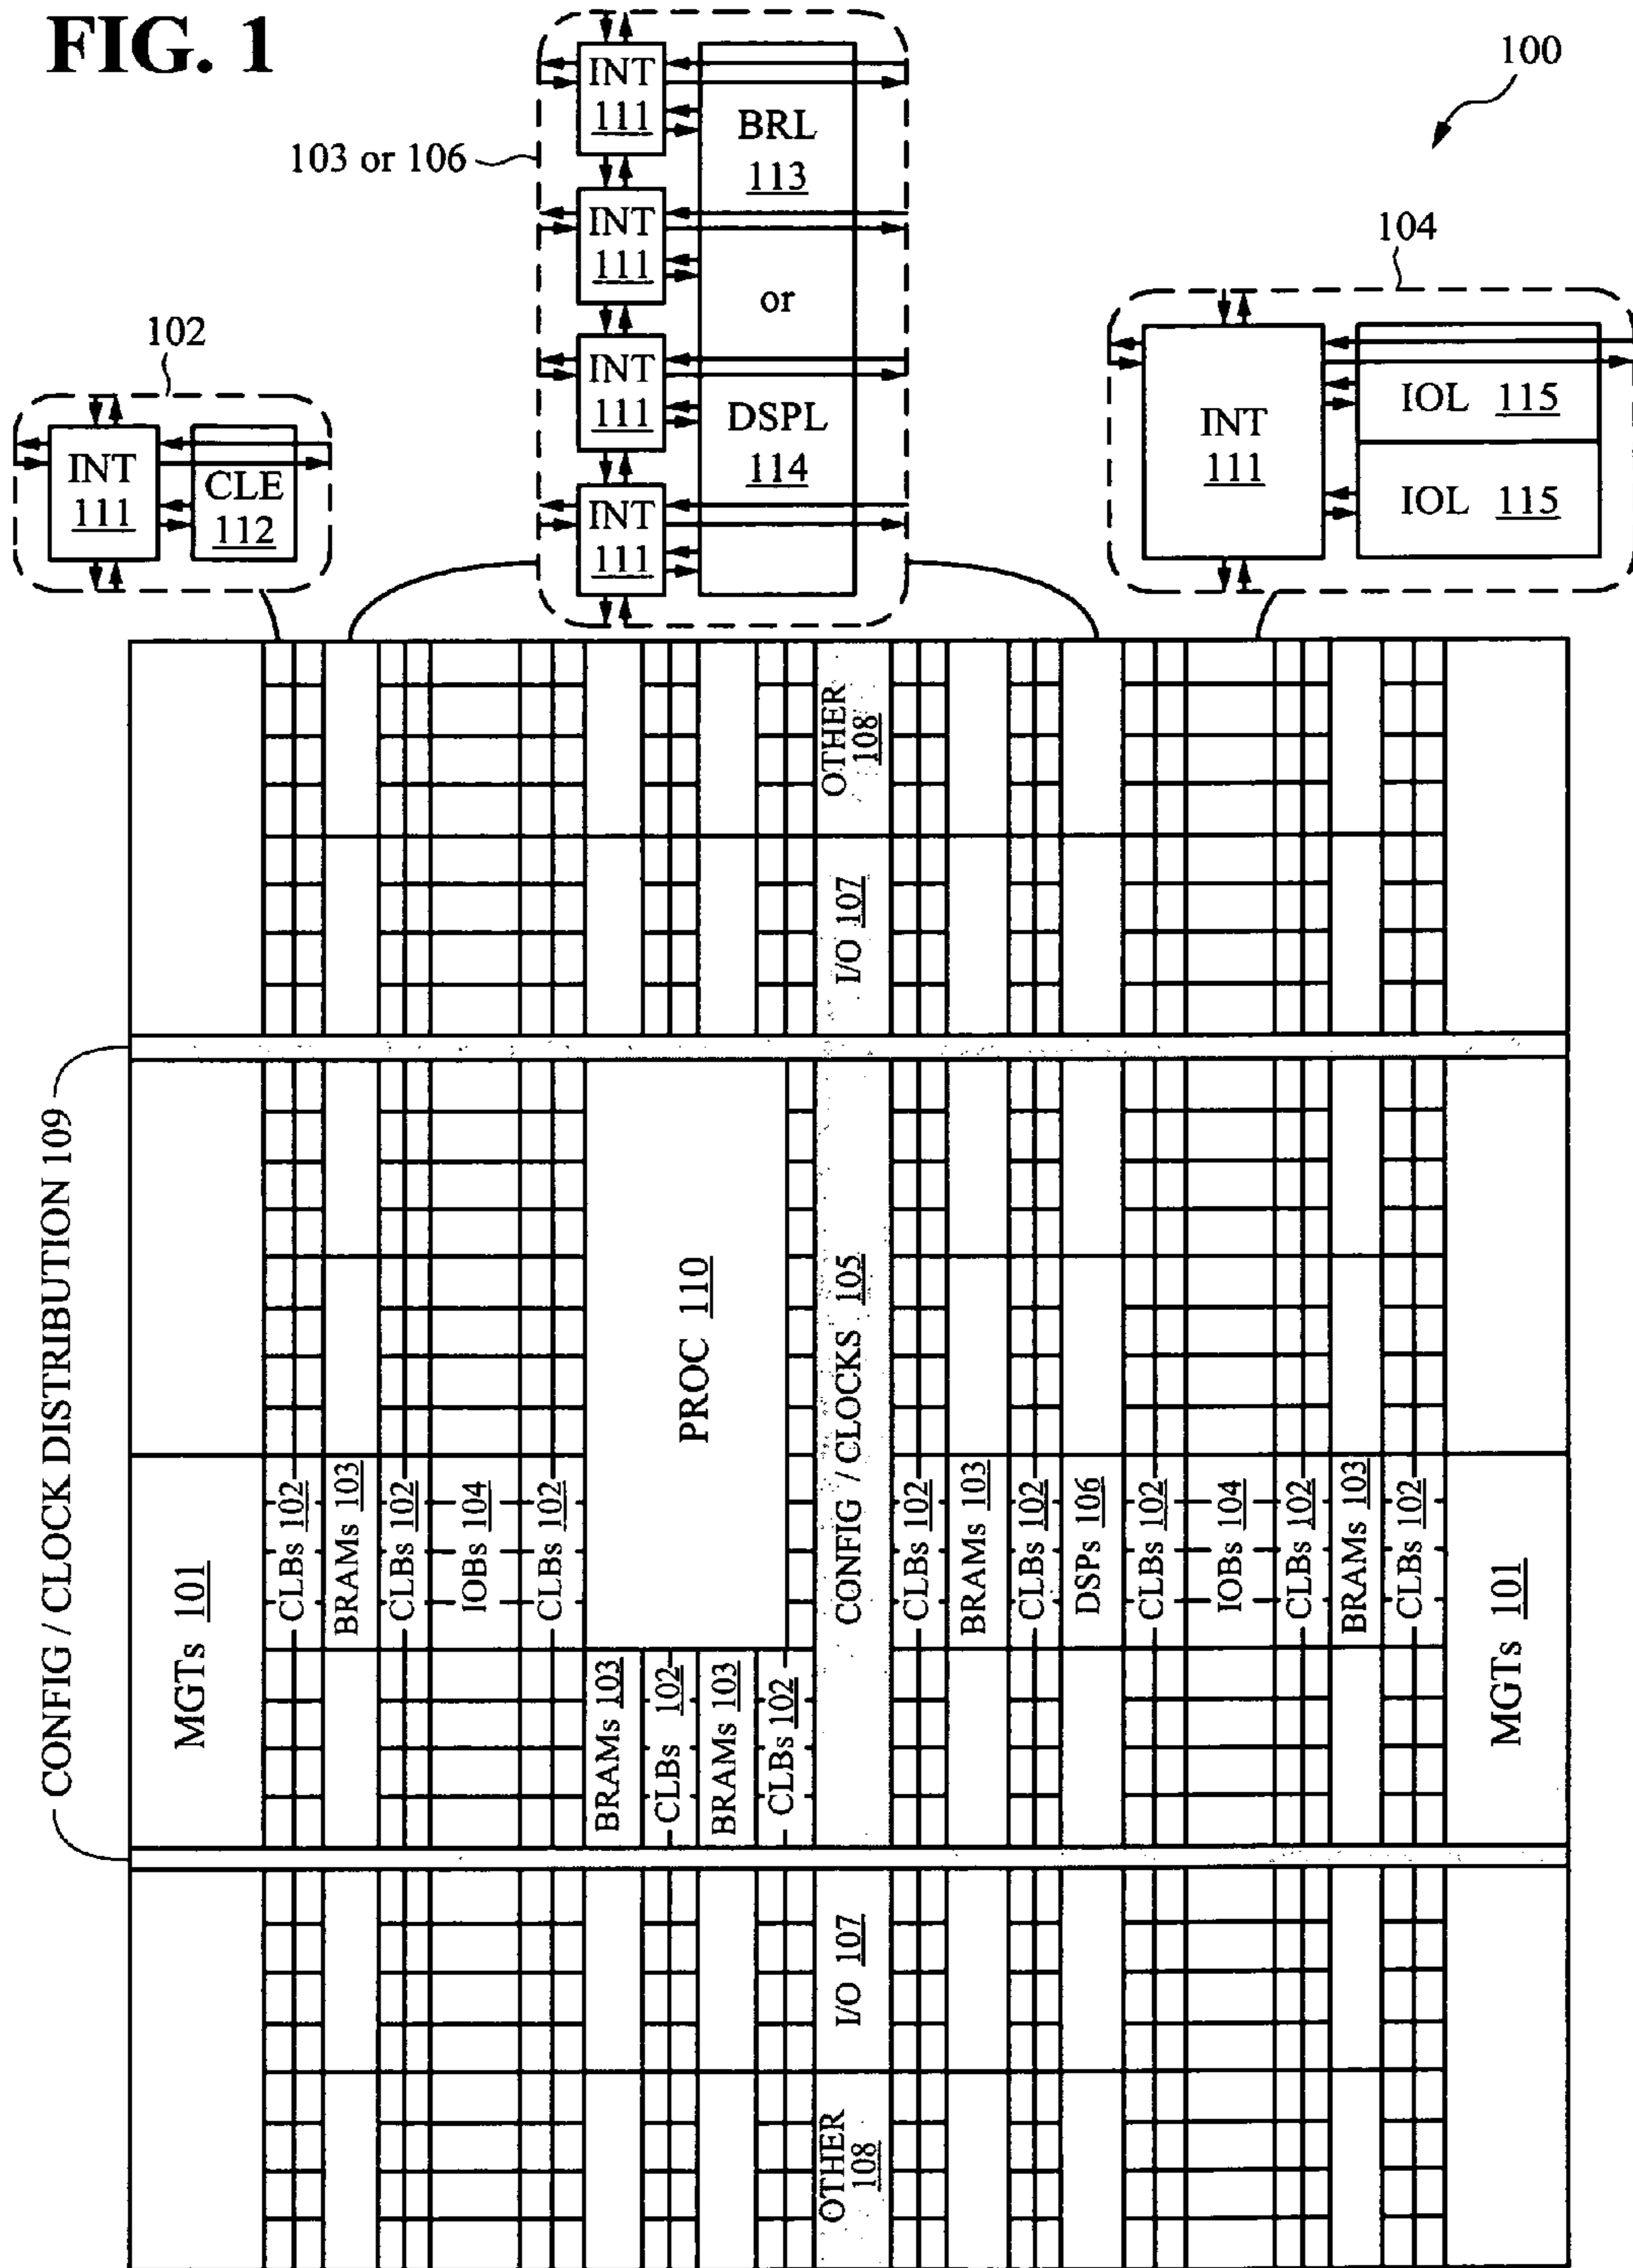 FIG. 1
100
103 or 106
INT
111
INT
111
INT
111
INT
111
BRL
113
or
DSPL
114
104
INT
111
IOL 115
IOL 115
102
INT
111
CLE
112
OTHER
108
I/O 107
CONFIG / CLOCK DISTRIBUTION 109
MGTs 101
CLBs 102
BRAMs 103
CLBs 102
IOBs 104
CLBs 102
PROC 110
BRAMs 103
CLBs 102
BRAMs 103
CLBs 102
CONFIG / CLOCKS 105
CLBs 102
BRAMs 103
CLBs 102
DSPs 106
CLBs 102
IOBs 104
CLBs 102
BRAMs 103
CLBs 102
MGTs 101
I/O 107
OTHER
108